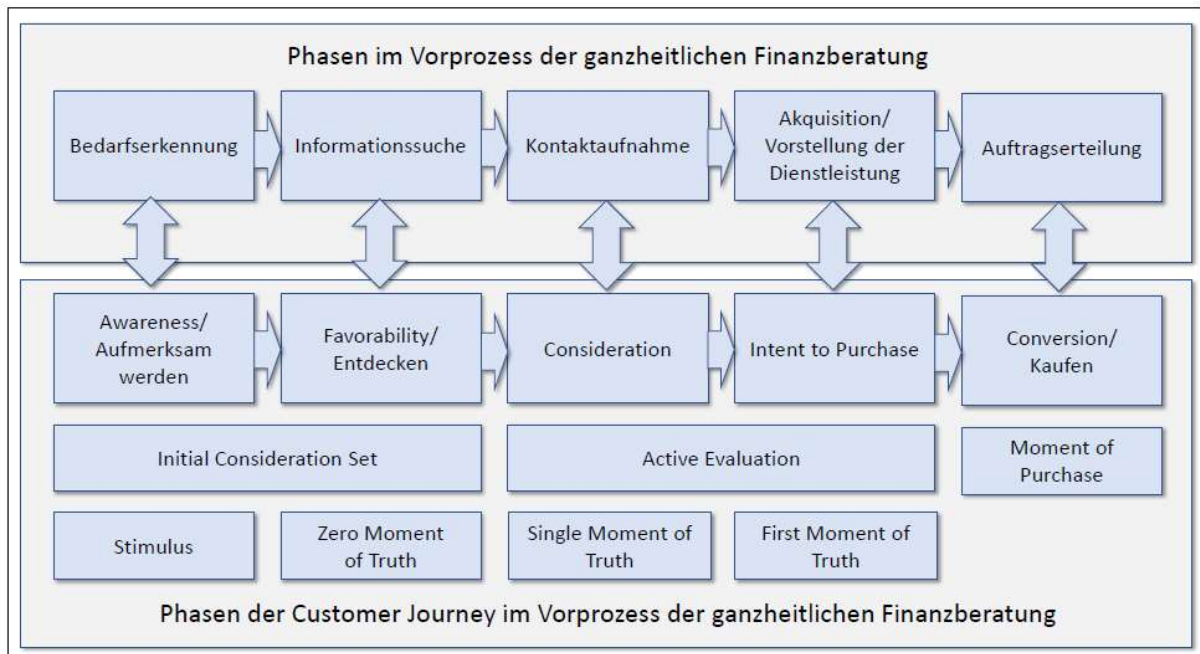 Phasen im Vorprozess der ganzheitlichen Finanzberatung
Bedarfserkennung
Informationssuche
Kontaktaufnahme
Akquisition/
Vorstellung der
Dienstleistung
Auftragserteilung
Awareness/
Aufmerksam
werden
Favorability/
Entdecken
Consideration
Intent to Purchase
Conversion/
Kaufen
Initial Consideration Set
Active Evaluation
Moment of
Purchase
Stimulus
Zero Moment
of Truth
Single Moment of
Truth
First Moment of
Truth
Phasen der Customer Journey im Vorprozess der ganzheitlichen Finanzberatung